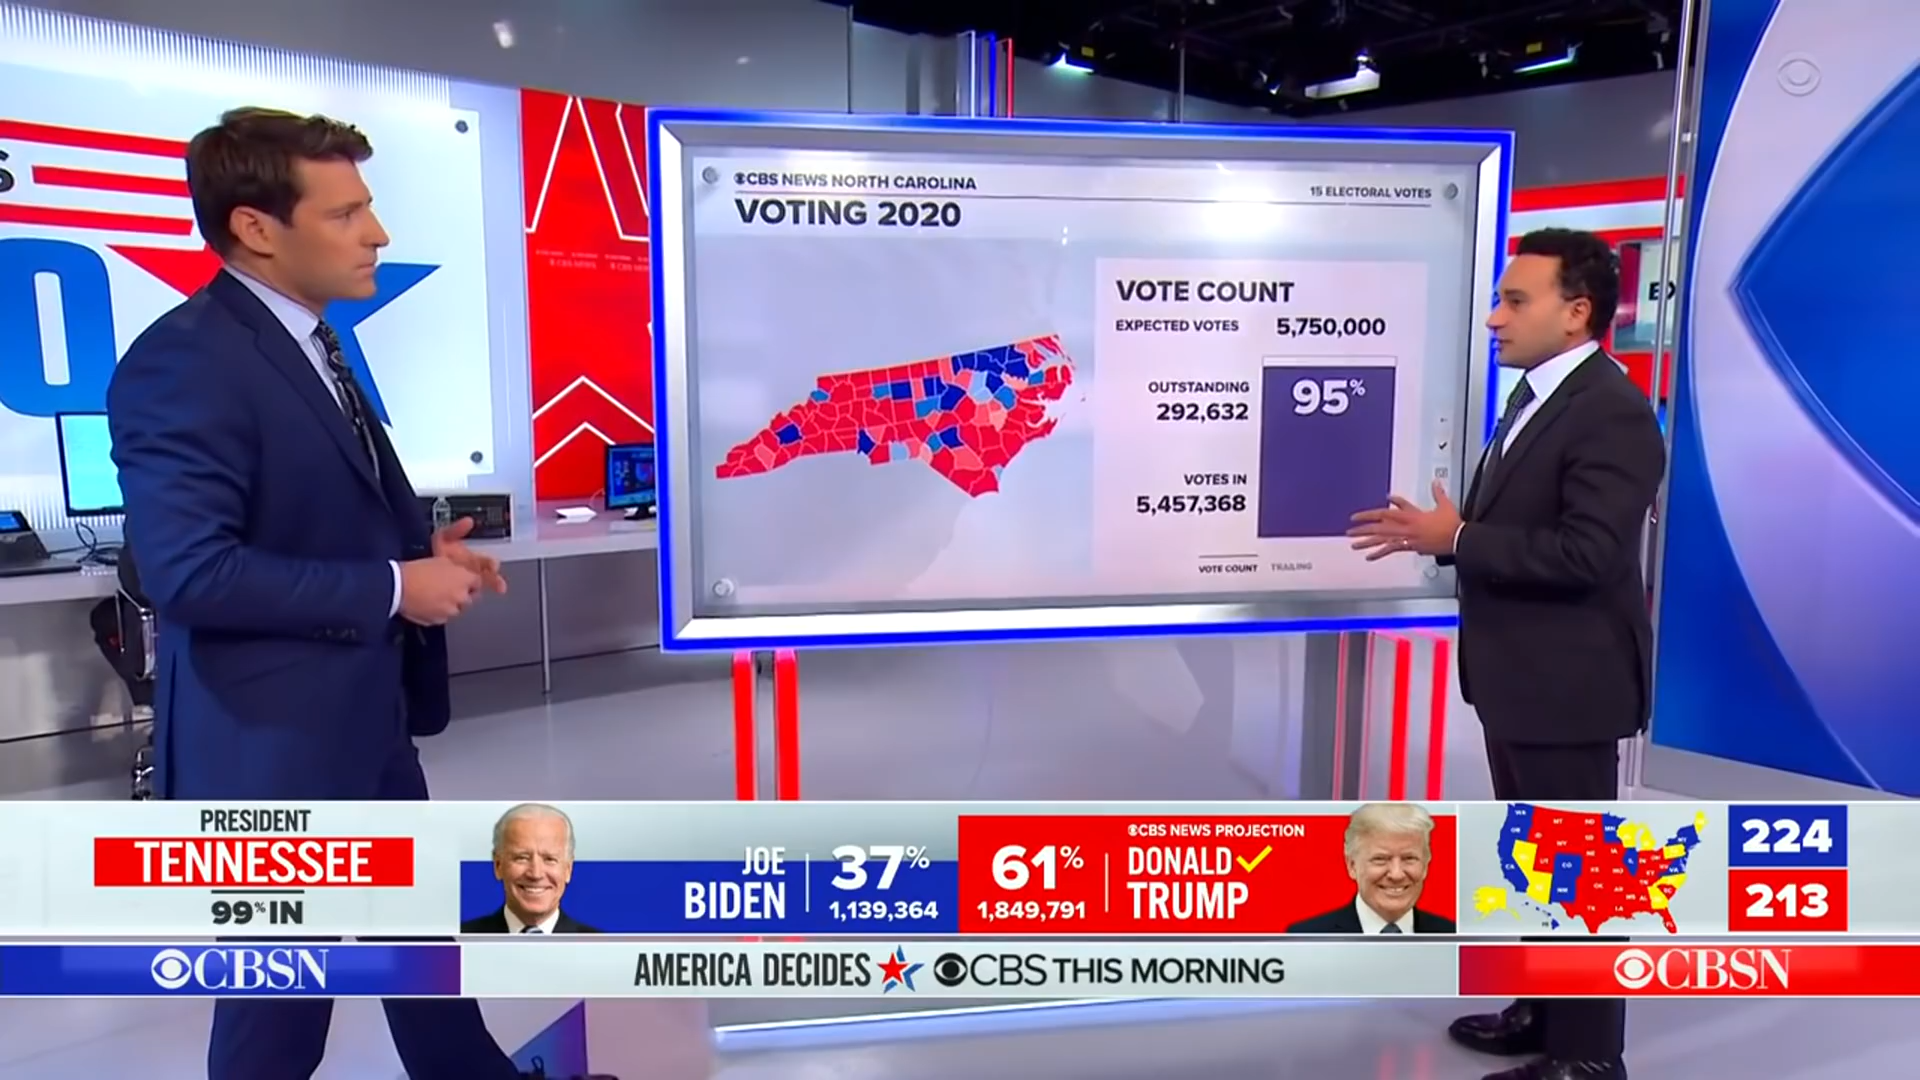 CBS NEWS NORTH CAROLINA
15 ELECTORAL VOTES
VOTING 2020
VOTE COUNT
EXPECTED VOTES 5,750,000
OUTSTANDING
292,632
95%
VOTES IN
5,457,368
VOTE COUNT TRAILING
PRESIDENT
TENNESSEE
99% IN
JOE
BIDEN
37%
1,139,364
61%
1,849,791
CBS NEWS PROJECTION
DONALD
TRUMP
224
213
CBSN
AMERICA DECIDES CBS THIS MORNING
CBSN